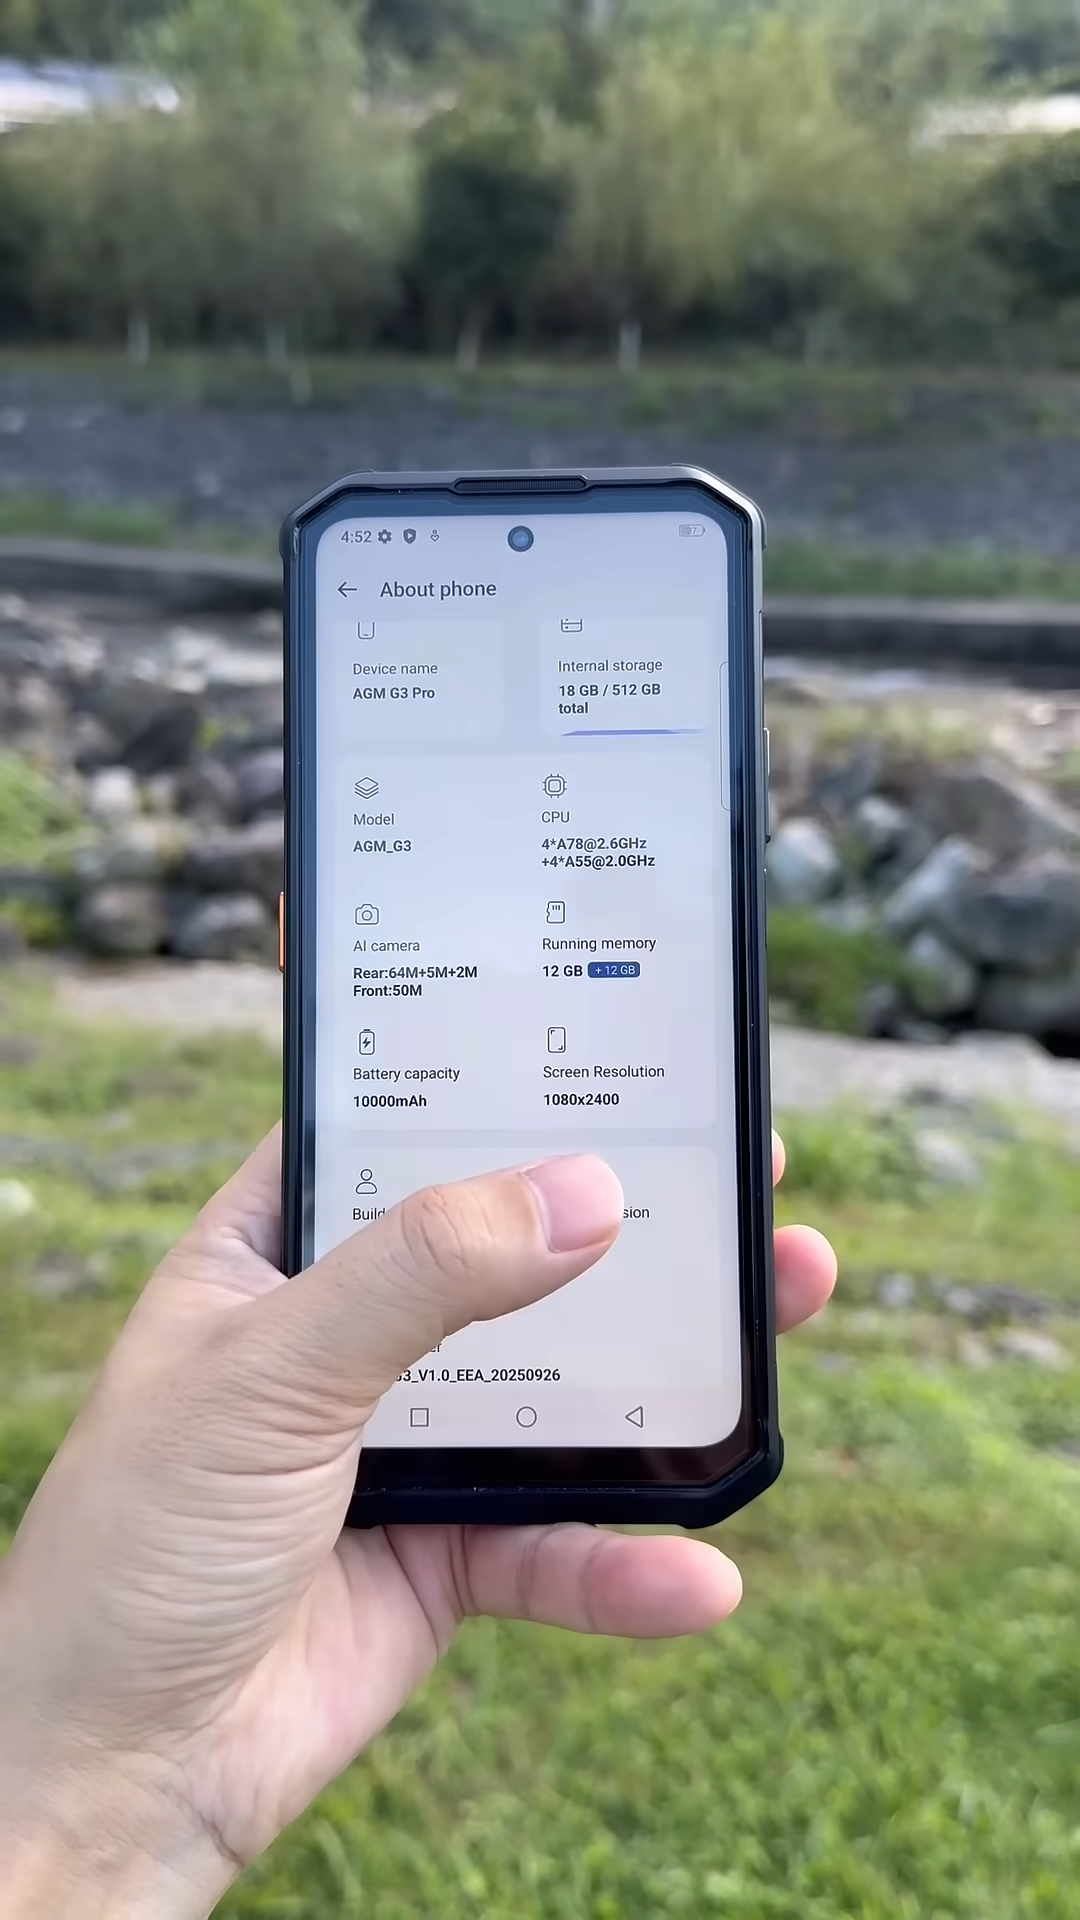 4:52
About phone
Device name
AGM G3 Pro
Internal storage
18 GB / 512 GB
total
Model
AGM_G3
CPU
4*A78@2.6GHz
+4*A55@2.0GHz
AI camera
Rear:64M+5M+2M
Front:50M
Running memory
12 GB + 12 GB
Battery capacity
10000mAh
Screen Resolution
1080x2400
Build
sion
er
3_V1.0_EEA_20250926